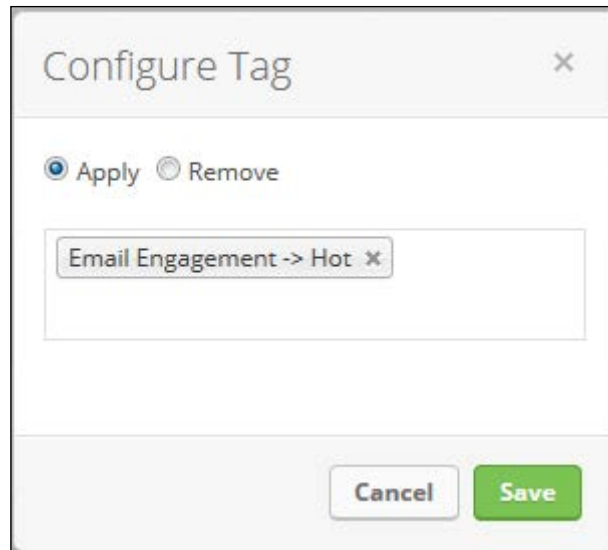 Configure Tag ×
Apply Remove
Email Engagement -> Hot ×
Cancel Save